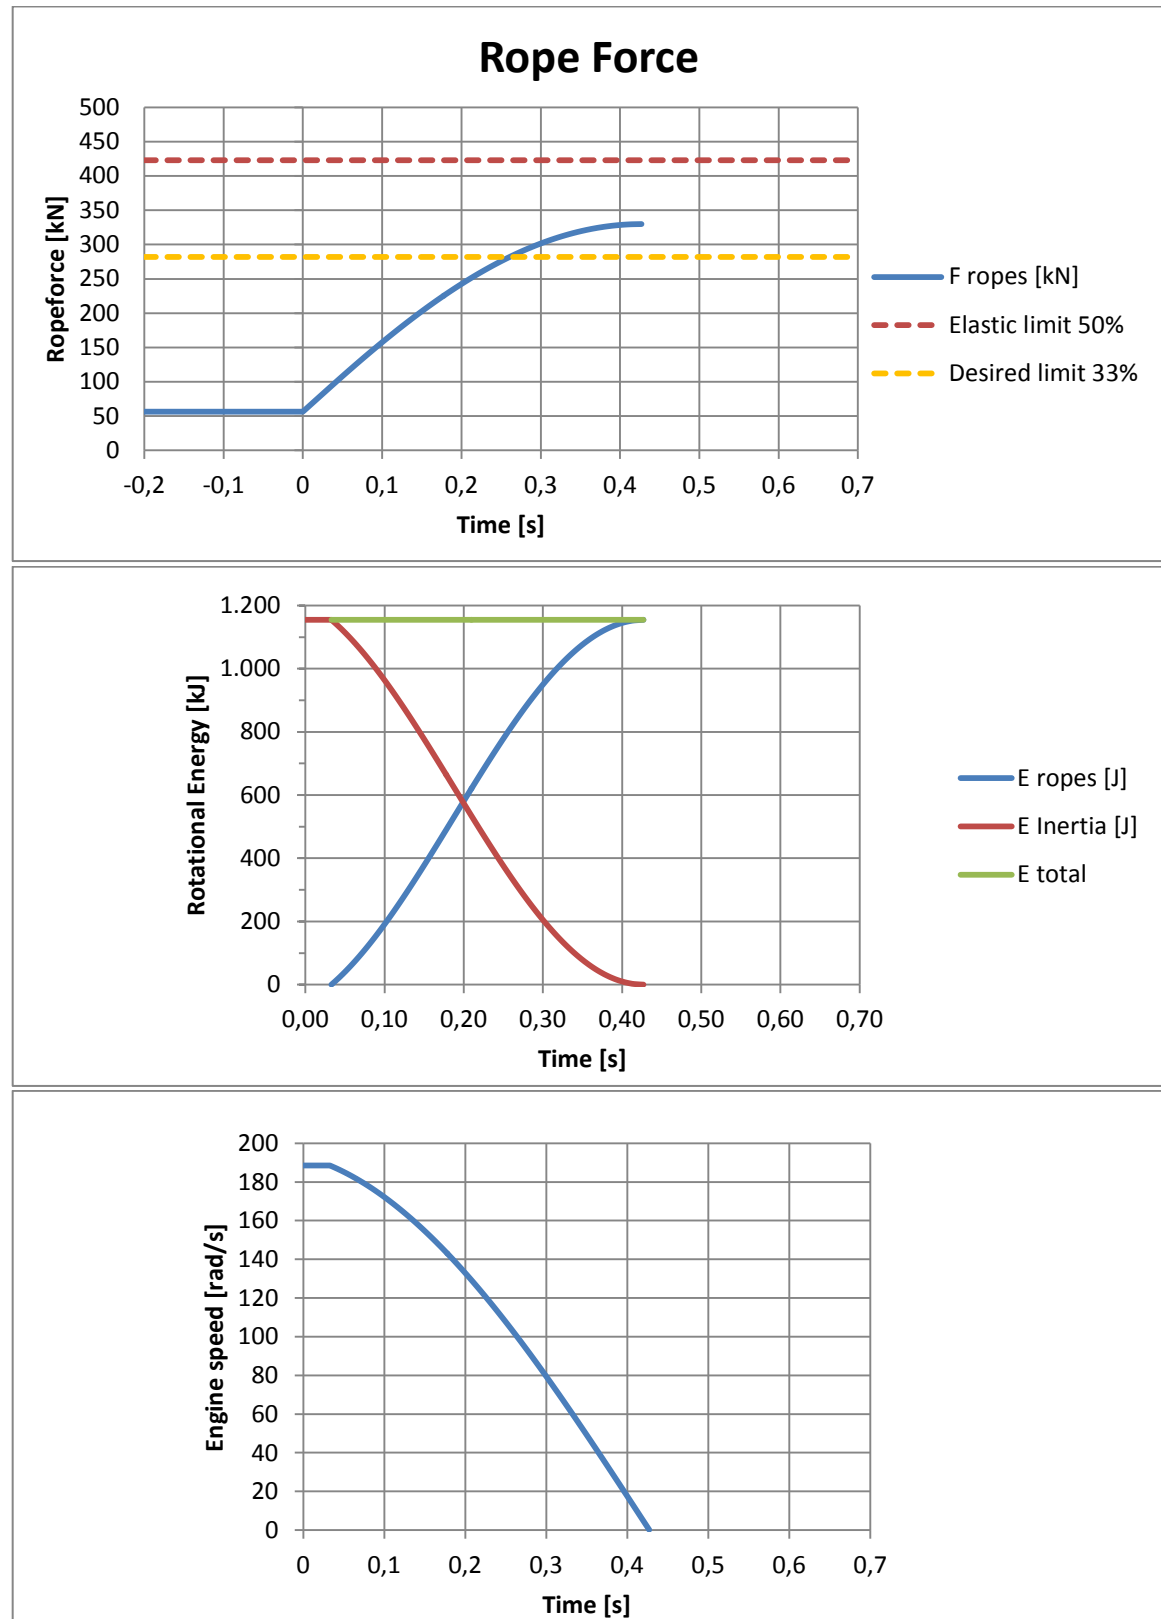 Rope Force
Ropeforce [kN]
500
450
400
350
300
250
200
150
100
50
0
-0,2 -0,1 0 0,1 0,2 0,3 0,4 0,5 0,6 0,7
Time [s]
F ropes [kN]
Elastic limit 50%
Desired limit 33%
Rotational Energy [kJ]
1.200
1.000
800
600
400
200
0
0,00 0,10 0,20 0,30 0,40 0,50 0,60 0,70
Time [s]
E ropes [J]
E Inertia [J]
E total
Engine speed [rad/s]
200
180
160
140
120
100
80
60
40
20
0
0 0,1 0,2 0,3 0,4 0,5 0,6 0,7
Time [s]